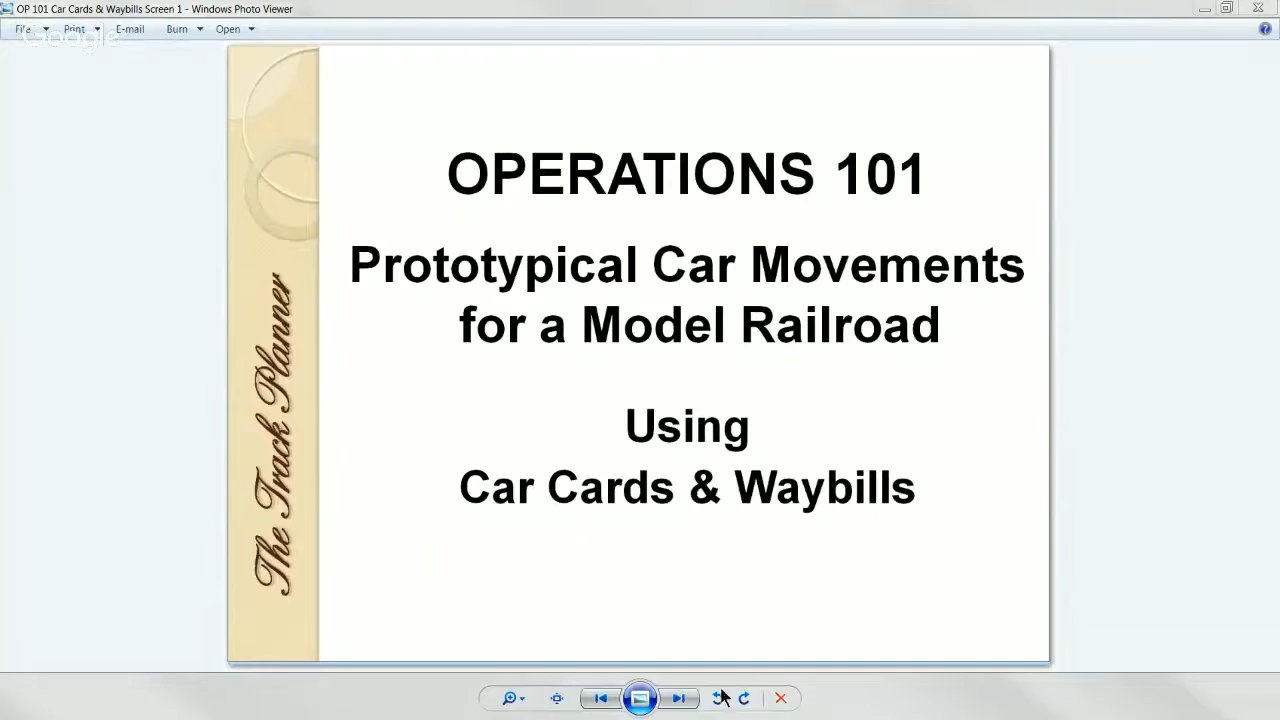 OP 101 Car Cards & Waybills Screen 1 - Windows Photo Viewer
File Print E-mail Burn Open
Google
OPERATIONS 101
Prototypical Car Movements
for a Model Railroad
Using
Car Cards & Waybills
The Track Planner